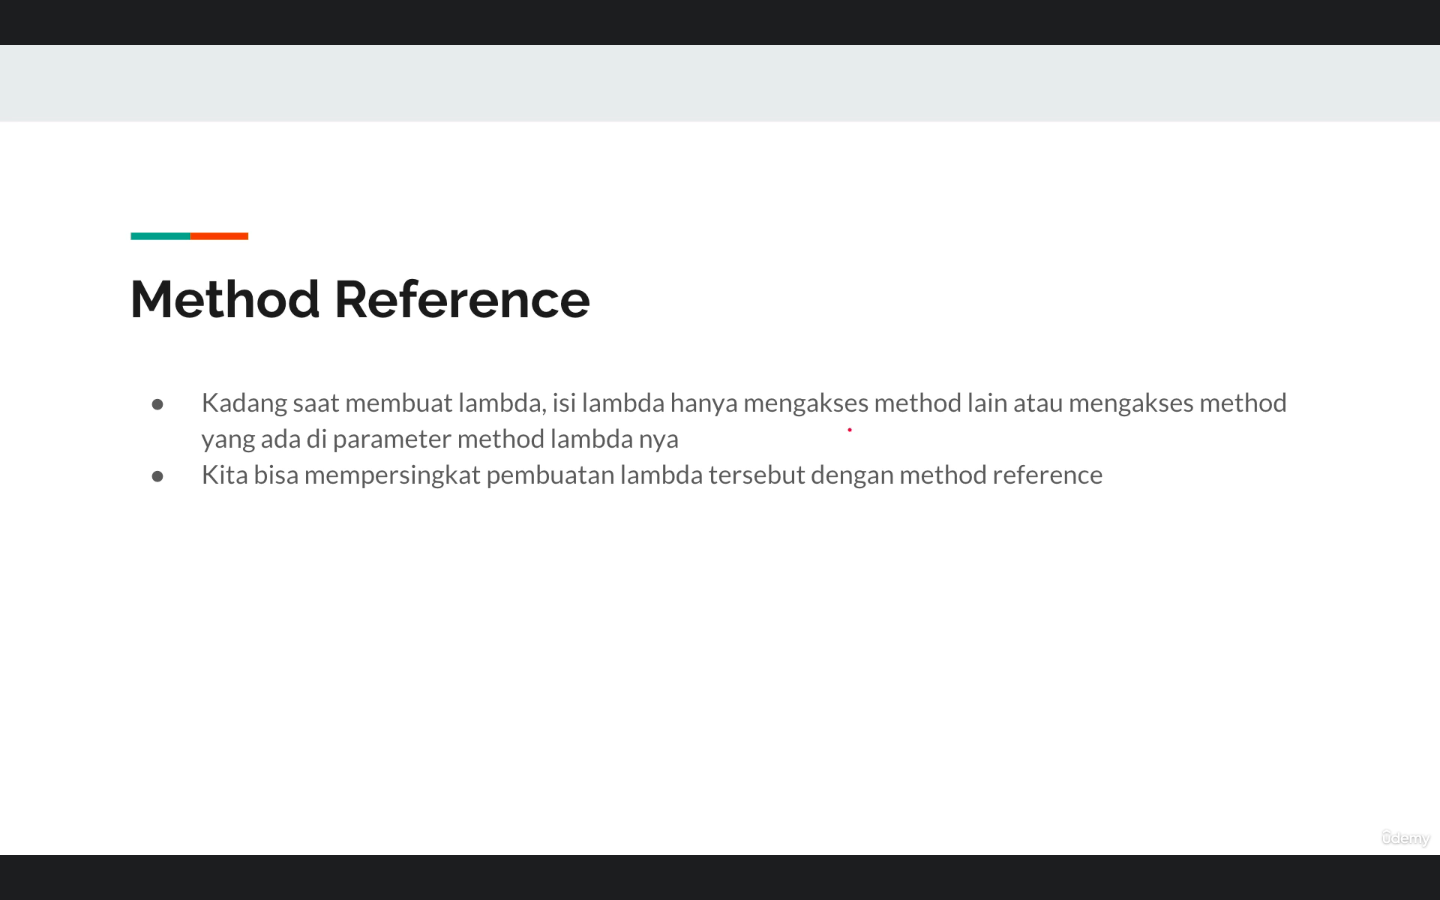 Method Reference
● Kadang saat membuat lambda, isi lambda hanya mengakses method lain atau mengakses method
yang ada di parameter method lambda nya
● Kita bisa mempersingkat pembuatan lambda tersebut dengan method reference
ûdemy